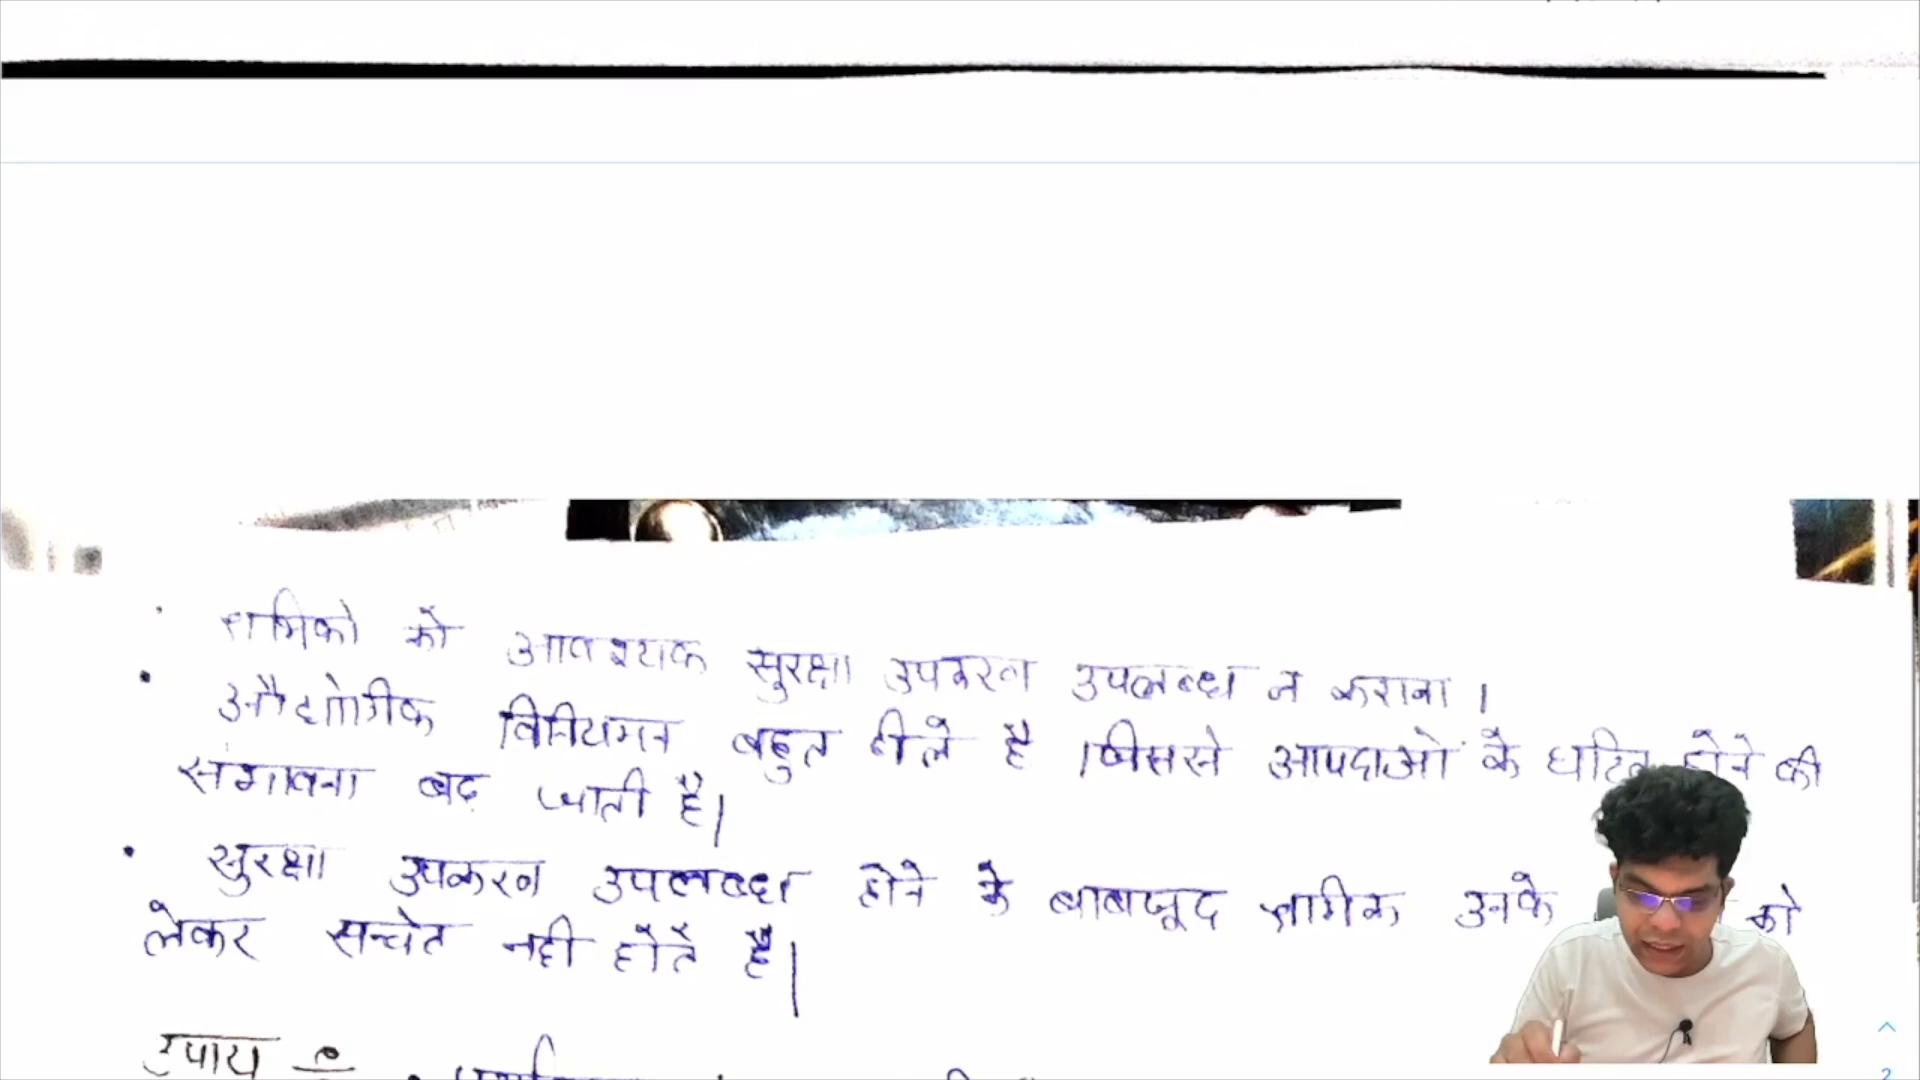 • श्रमिको को आवश्यक सुरक्षा उपकरण उपलब्ध न कराना ।
• औद्योगिक विनियमन बहुत ढीले है । जिससे आपदाओं के घटित होने की
संभावना बढ़ जाती है।
• सुरक्षा उपकरण उपलब्ध होने के बाबजूद श्रमिक उनके को
लेकर सचेत नही होते है।
उपाय :-